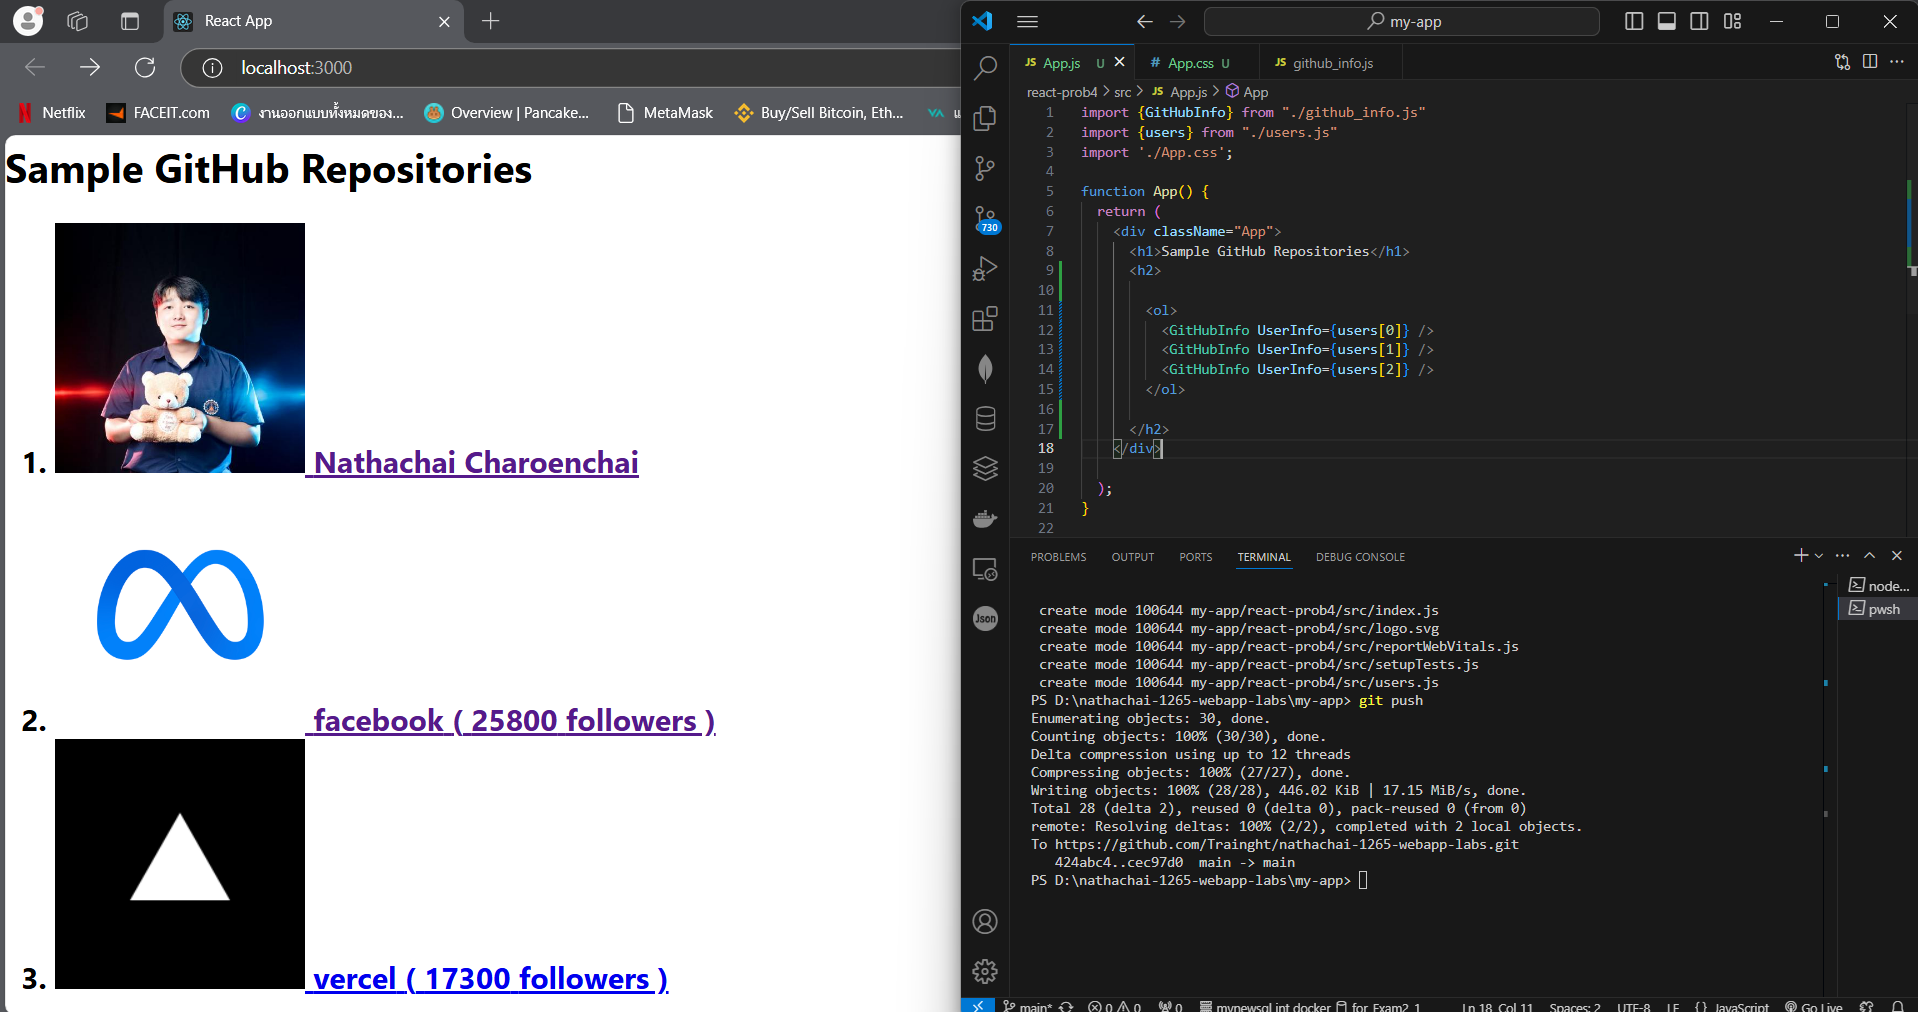 React App
localhost:3000
Netflix
FACEIT.com
งานออกแบบทั้งหมดของ...
Overview | Pancake...
MetaMask
Buy/Sell Bitcoin, Eth...
Sample GitHub Repositories
1. Nathachai Charoenchai
2. facebook ( 25800 followers )
3. vercel ( 17300 followers )
my-app
JS App.js U
# App.css U
JS github_info.js
react-prob4 > src > JS App.js > App
1 import {GitHubInfo} from "./github_info.js"
2 import {users} from "./users.js"
3 import './App.css';
4
5 function App() {
6 return (
7 <div className="App">
8 <h1>Sample GitHub Repositories</h1>
9 <h2>
10
11 <ol>
12 <GitHubInfo UserInfo={users[0]} />
13 <GitHubInfo UserInfo={users[1]} />
14 <GitHubInfo UserInfo={users[2]} />
15 </ol>
16
17 </h2>
18 </div>
19
20 );
21 }
22
730
Json
PROBLEMS OUTPUT PORTS TERMINAL DEBUG CONSOLE
node...
pwsh
create mode 100644 my-app/react-prob4/src/index.js
create mode 100644 my-app/react-prob4/src/logo.svg
create mode 100644 my-app/react-prob4/src/reportWebVitals.js
create mode 100644 my-app/react-prob4/src/setupTests.js
create mode 100644 my-app/react-prob4/src/users.js
PS D:\nathachai-1265-webapp-labs\my-app> git push
Enumerating objects: 30, done.
Counting objects: 100% (30/30), done.
Delta compression using up to 12 threads
Compressing objects: 100% (27/27), done.
Writing objects: 100% (28/28), 446.02 KiB | 17.15 MiB/s, done.
Total 28 (delta 2), reused 0 (delta 0), pack-reused 0 (from 0)
remote: Resolving deltas: 100% (2/2), completed with 2 local objects.
To https://github.com/Trainght/nathachai-1265-webapp-labs.git
424abc4..cec97d0 main -> main
PS D:\nathachai-1265-webapp-labs\my-app>
main* 0 0 0 mynewsql int docker for Exam2_1 Ln 18, Col 11 Spaces: 2 UTF-8 LF {} JavaScript Go Live